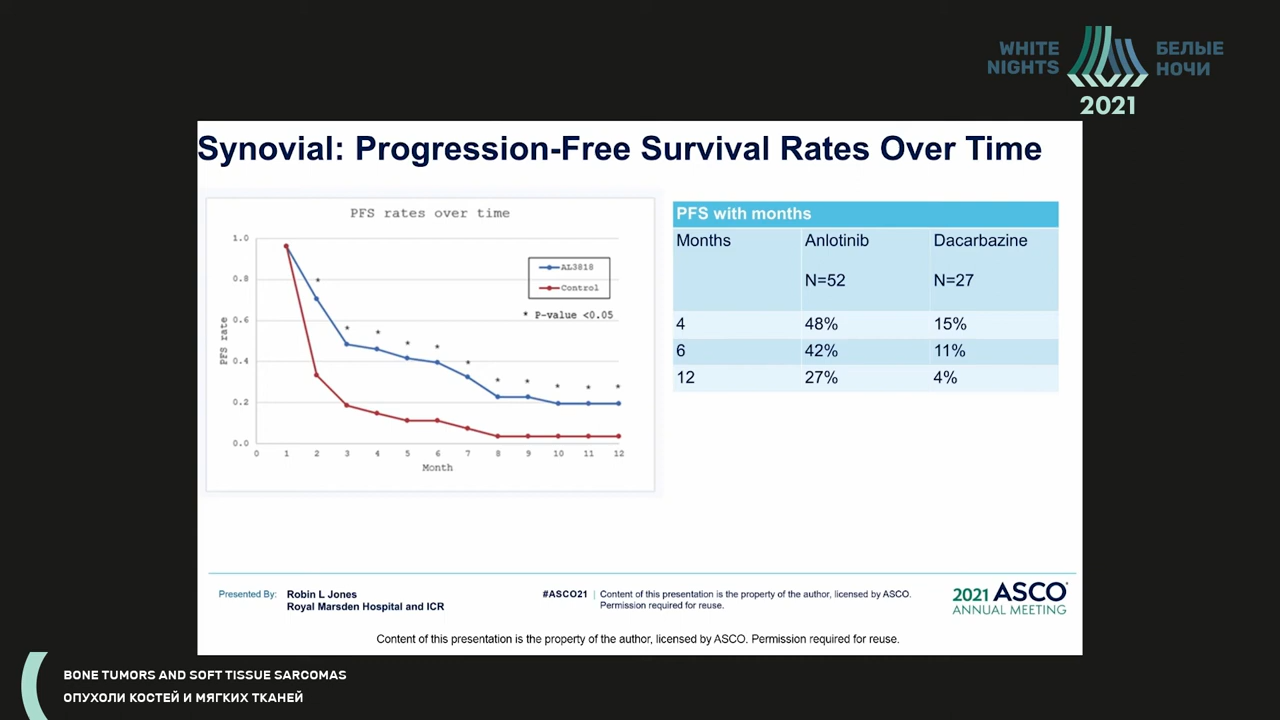 WHITE NIGHTS
БЕЛЫЕ НОЧИ
2021
Synovial: Progression-Free Survival Rates Over Time
PFS rates over time
1.0
0.8
0.6
0.4
0.2
0.0
PFS rate
AL3818
Control
* P-value <0.05
* * * * * * * * * * *
0 1 2 3 4 5 6 7 8 9 10 11 12
Month
PFS with months
Months Anlotinib Dacarbazine
N=52 N=27
4 48% 15%
6 42% 11%
12 27% 4%
Presented By: Robin L Jones
Royal Marsden Hospital and ICR
#ASCO21 | Content of this presentation is the property of the author, licensed by ASCO.
Permission required for reuse.
2021 ASCO®
ANNUAL MEETING
Content of this presentation is the property of the author, licensed by ASCO. Permission required for reuse.
BONE TUMORS AND SOFT TISSUE SARCOMAS
ОПУХОЛИ КОСТЕЙ И МЯГКИХ ТКАНЕЙ